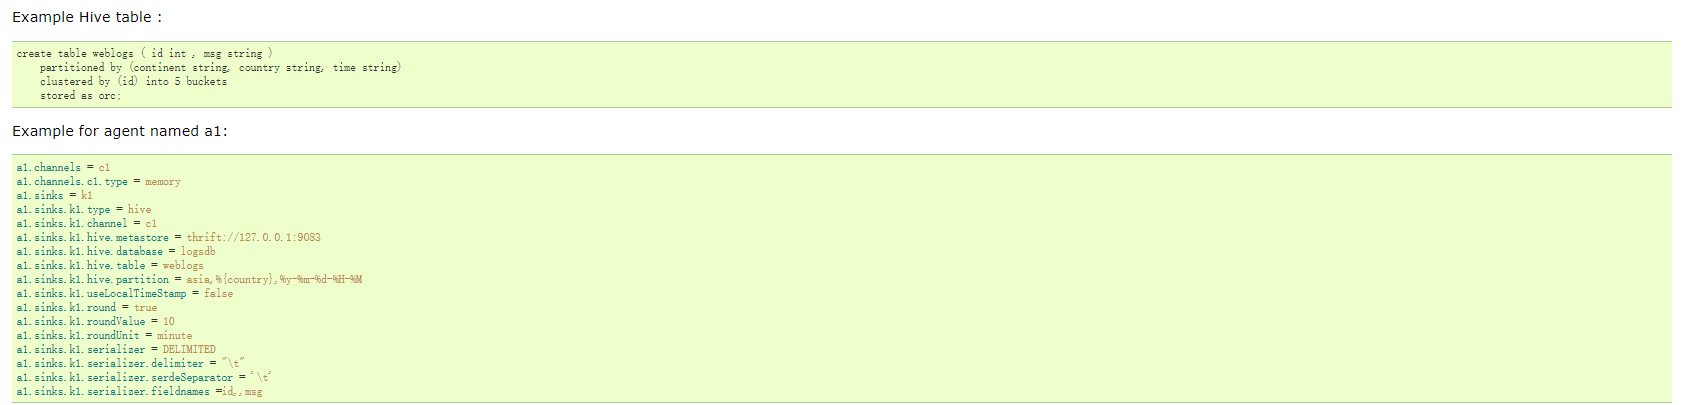 Example Hive table :
create table weblogs ( id int , msg string )
    partitioned by (continent string, country string, time string)
    clustered by (id) into 5 buckets
    stored as orc;
Example for agent named a1:
a1.channels = c1
a1.channels.c1.type = memory
a1.sinks = k1
a1.sinks.k1.type = hive
a1.sinks.k1.channel = c1
a1.sinks.k1.hive.metastore = thrift://127.0.0.1:9083
a1.sinks.k1.hive.database = logsdb
a1.sinks.k1.hive.table = weblogs
a1.sinks.k1.hive.partition = asia,%{country},%y-%m-%d-%H-%M
a1.sinks.k1.useLocalTimeStamp = false
a1.sinks.k1.round = true
a1.sinks.k1.roundValue = 10
a1.sinks.k1.roundUnit = minute
a1.sinks.k1.serializer = DELIMITED
a1.sinks.k1.serializer.delimiter = "\t"
a1.sinks.k1.serializer.serdeSeparator = '\t'
a1.sinks.k1.serializer.fieldnames =id,,msg